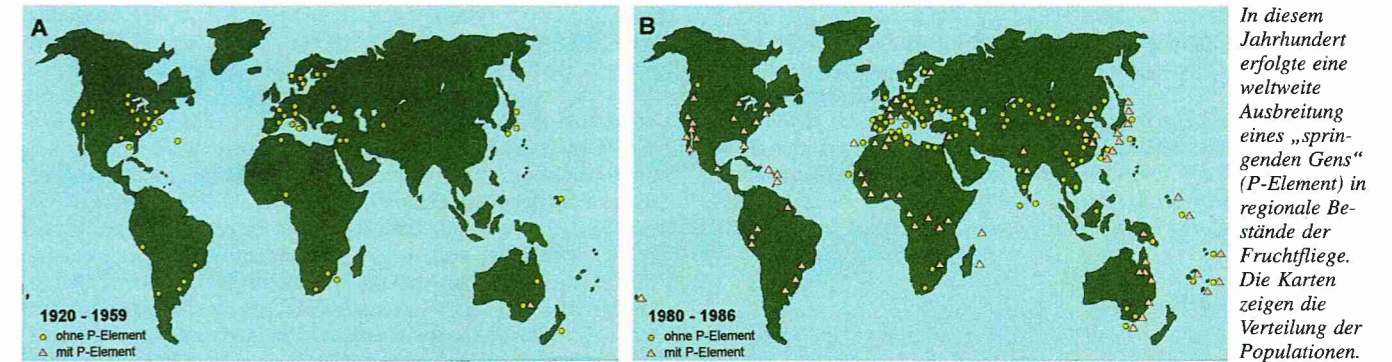 A
1920 - 1959
ohne P-Element
mit P-Element
B
1980 - 1986
ohne P-Element
mit P-Element
In diesem
Jahrhundert
erfolgte eine
weltweite
Ausbreitung
eines „sprin-
genden Gens“
(P-Element) in
regionale Be-
stände der
Fruchtfliege.
Die Karten
zeigen die
Verteilung der
Populationen.